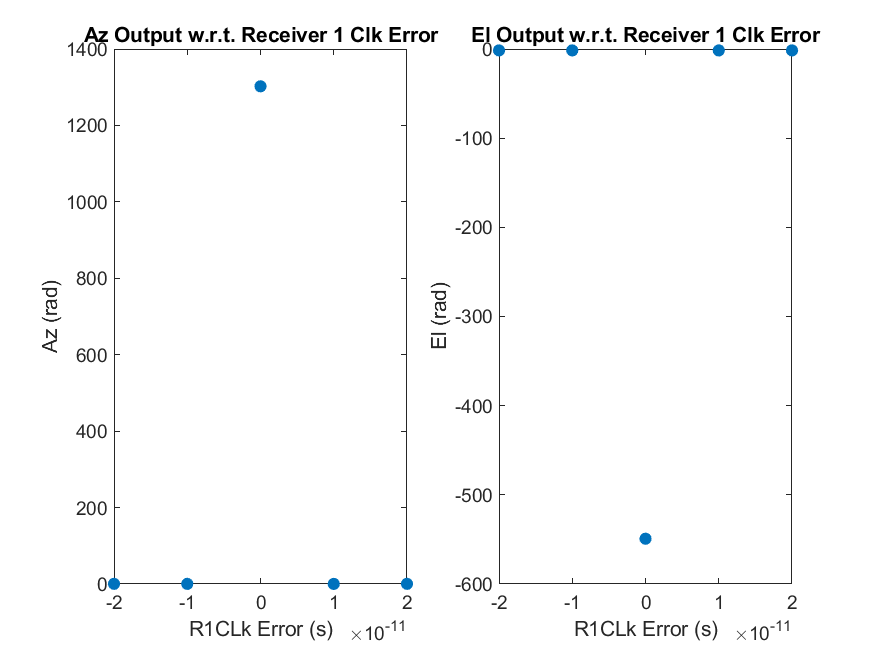 Az Output w.r.t. Receiver 1 Clk Error
1400
1200
1000
800
600
400
200
0
Az (rad)
-2 -1 0 1 2
R1CLk Error (s) ×10-11
El Output w.r.t. Receiver 1 Clk Error
0
-100
-200
-300
-400
-500
-600
El (rad)
-2 -1 0 1 2
R1CLk Error (s) ×10-11